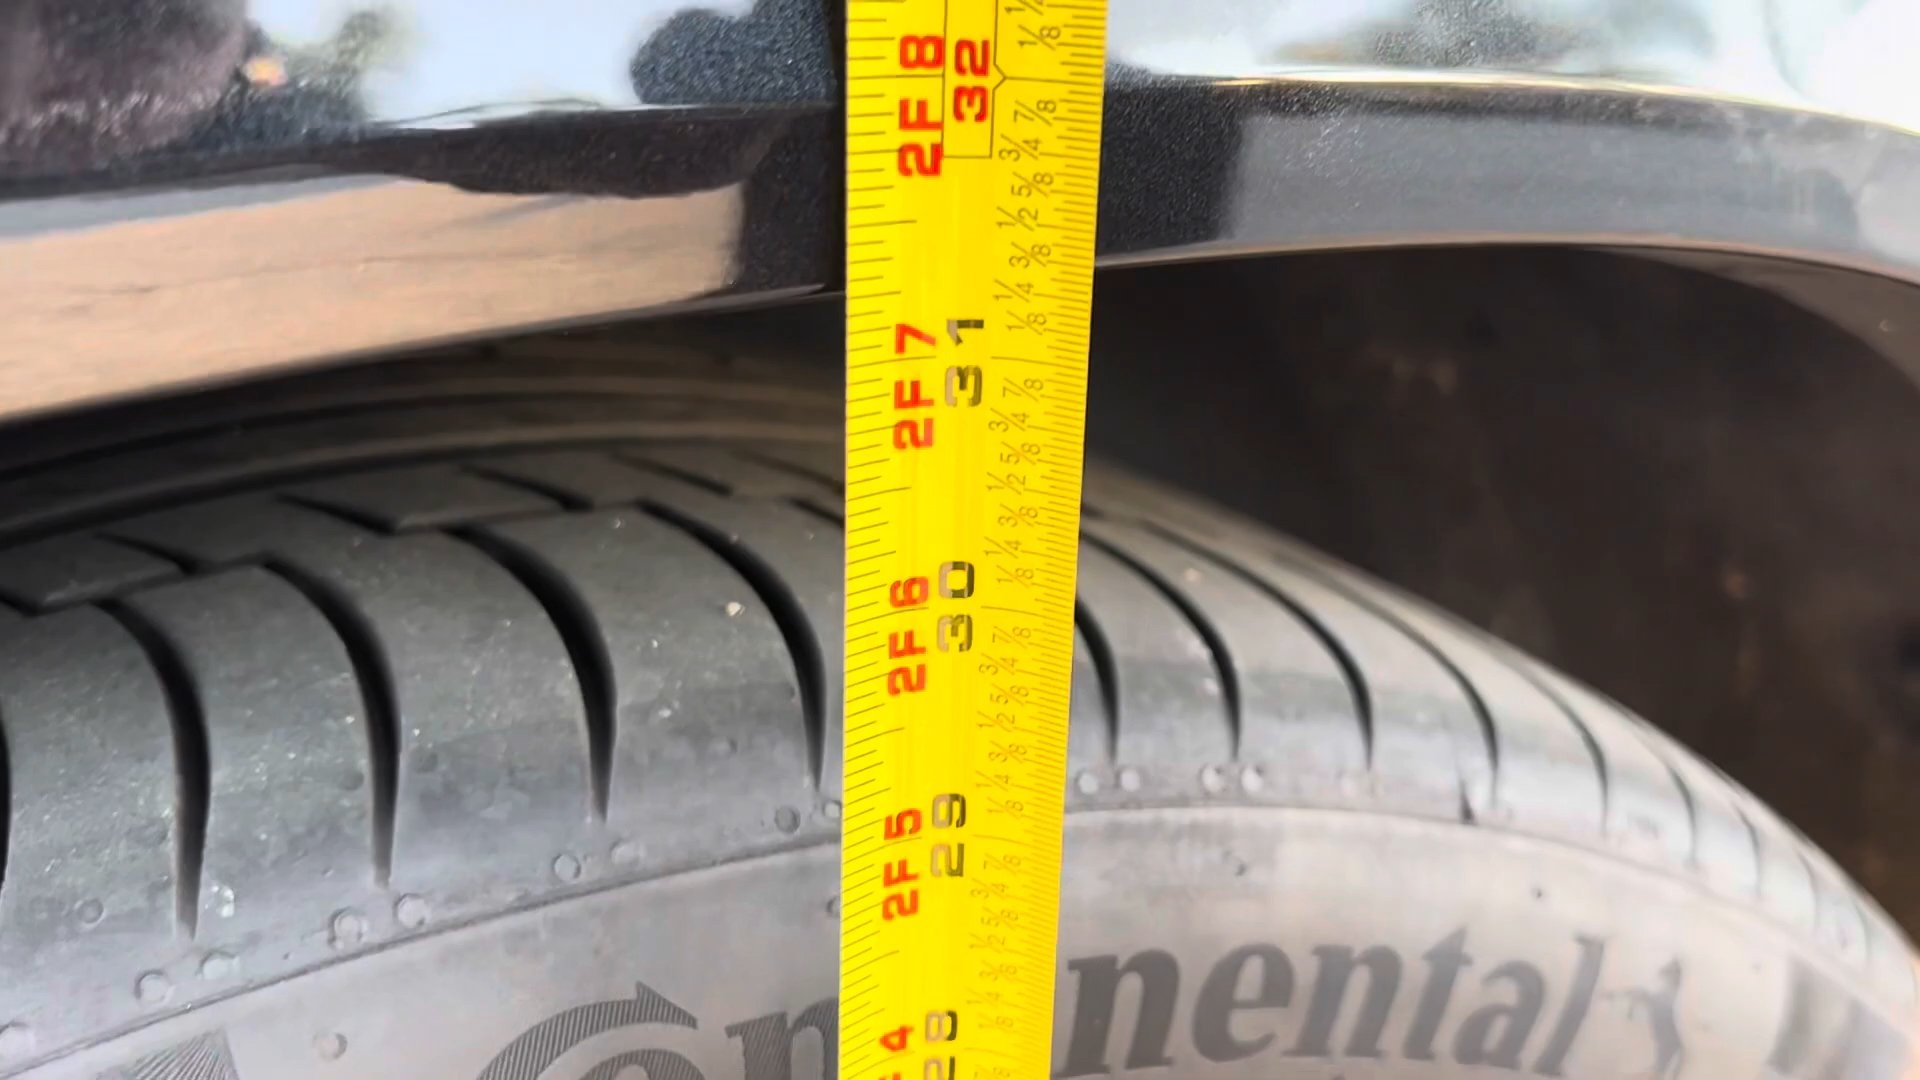 2F8 32
2F7 31
2F6 30
2F5 29
F4 28
1/8 1/4 3/8 1/2 5/8 3/4 7/8
1/8 1/4 3/8 1/2 5/8 3/4 7/8
1/8 1/4 3/8 1/2 5/8 3/4 7/8
1/8 1/4 3/8 1/2 5/8 3/4 7/8
Con nental